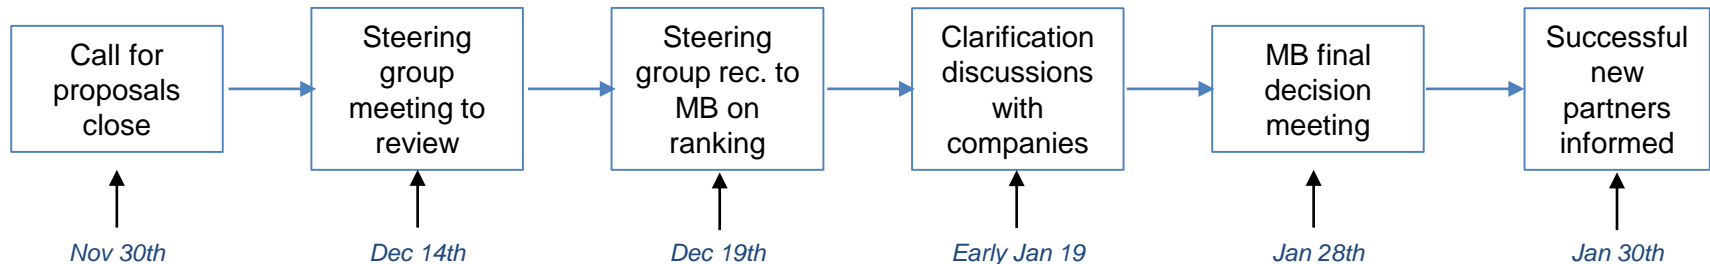 Call for
proposals
close
Steering
group
meeting to
review
Steering
group rec. to
MB on
ranking
Clarification
discussions
with
companies
MB final
decision
meeting
Successful
new
partners
informed
Nov 30th
Dec 14th
Dec 19th
Early Jan 19
Jan 28th
Jan 30th